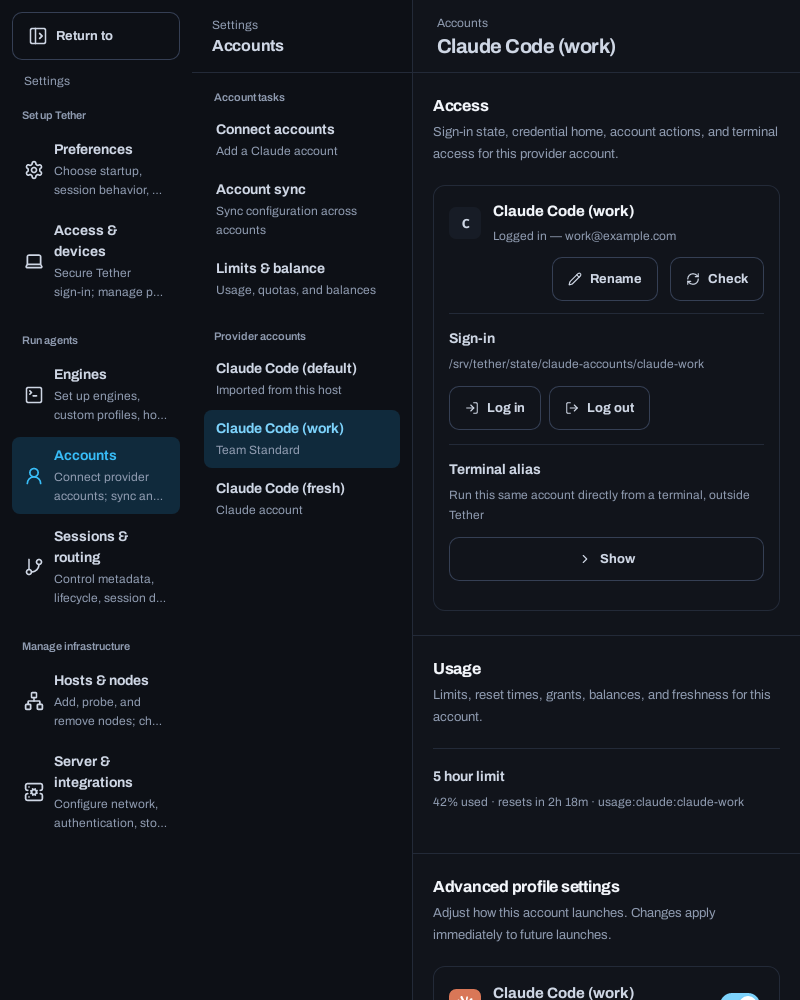 Return to
Settings
Set up Tether
Preferences
Choose startup,
session behavior, ...
Access &
devices
Secure Tether
sign-in; manage p...
Run agents
Engines
Set up engines,
custom profiles, ho...
Accounts
Connect provider
accounts; sync an...
Sessions &
routing
Control metadata,
lifecycle, session d...
Manage infrastructure
Hosts & nodes
Add, probe, and
remove nodes; ch...
Server &
integrations
Configure network,
authentication, sto...
Settings
Accounts
Account tasks
Connect accounts
Add a Claude account
Account sync
Sync configuration across
accounts
Limits & balance
Usage, quotas, and balances
Provider accounts
Claude Code (default)
Imported from this host
Claude Code (work)
Team Standard
Claude Code (fresh)
Claude account
Accounts
Claude Code (work)
Access
Sign-in state, credential home, account actions, and terminal
access for this provider account.
C
Claude Code (work)
Logged in — work@example.com
Rename
Check
Sign-in
/srv/tether/state/claude-accounts/claude-work
Log in
Log out
Terminal alias
Run this same account directly from a terminal, outside
Tether
Show
Usage
Limits, reset times, grants, balances, and freshness for this
account.
5 hour limit
42% used · resets in 2h 18m · usage:claude:claude-work
Advanced profile settings
Adjust how this account launches. Changes apply
immediately to future launches.
Claude Code (work)